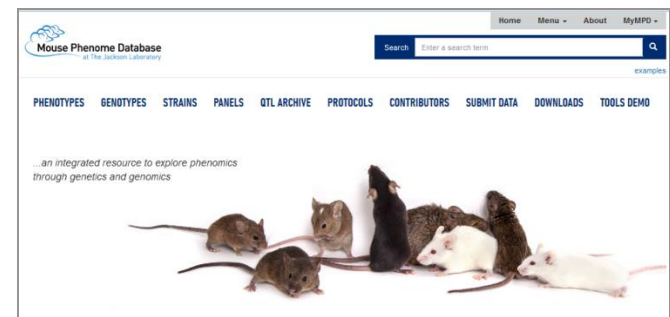 Home Menu About MyMPD
Mouse Phenome Database
at The Jackson Laboratory
Search Enter a search term
examples
PHENOTYPES GENOTYPES STRAINS PANELS QTL ARCHIVE PROTOCOLS CONTRIBUTORS SUBMIT DATA DOWNLOADS TOOLS DEMO
...an integrated resource to explore phenomics
through genetics and genomics